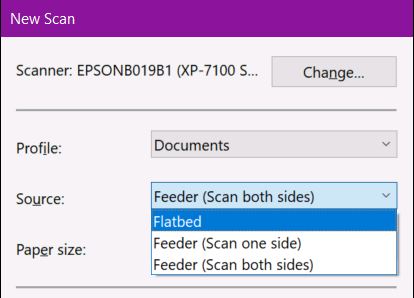 New Scan
Scanner: EPSONB019B1 (XP-7100 S... Change...
Profile: Documents
Source: Feeder (Scan both sides)
Flatbed
Feeder (Scan one side)
Paper size:
Feeder (Scan both sides)